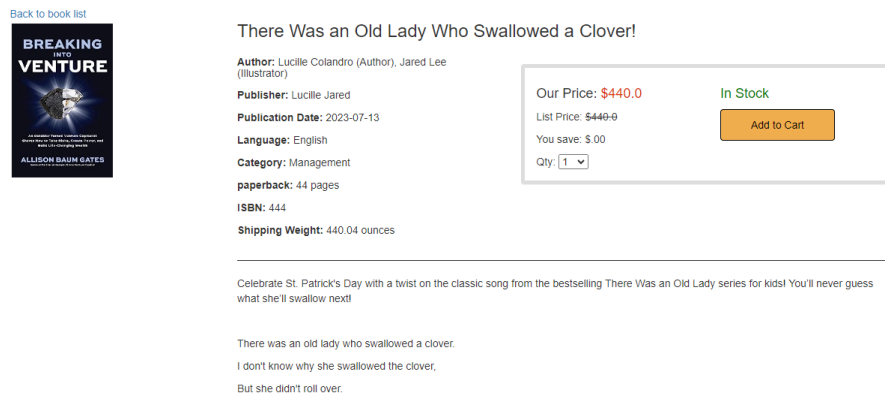 Back to book list
BREAKING
INTO
VENTURE
ALLISON BAUM GATES
There Was an Old Lady Who Swallowed a Clover!
Author: Lucille Colandro (Author), Jared Lee
(Illustrator)
Publisher: Lucille Jared
Publication Date: 2023-07-13
Language: English
Category: Management
paperback: 44 pages
ISBN: 444
Shipping Weight: 440.04 ounces
Our Price: $440.0
List Price: $440.0
You save: $.00
Qty: 1
In Stock
Add to Cart
Celebrate St. Patrick's Day with a twist on the classic song from the bestselling There Was an Old Lady series for kids! You'll never guess
what she'll swallow next!
There was an old lady who swallowed a clover.
I don't know why she swallowed the clover,
But she didn't roll over.